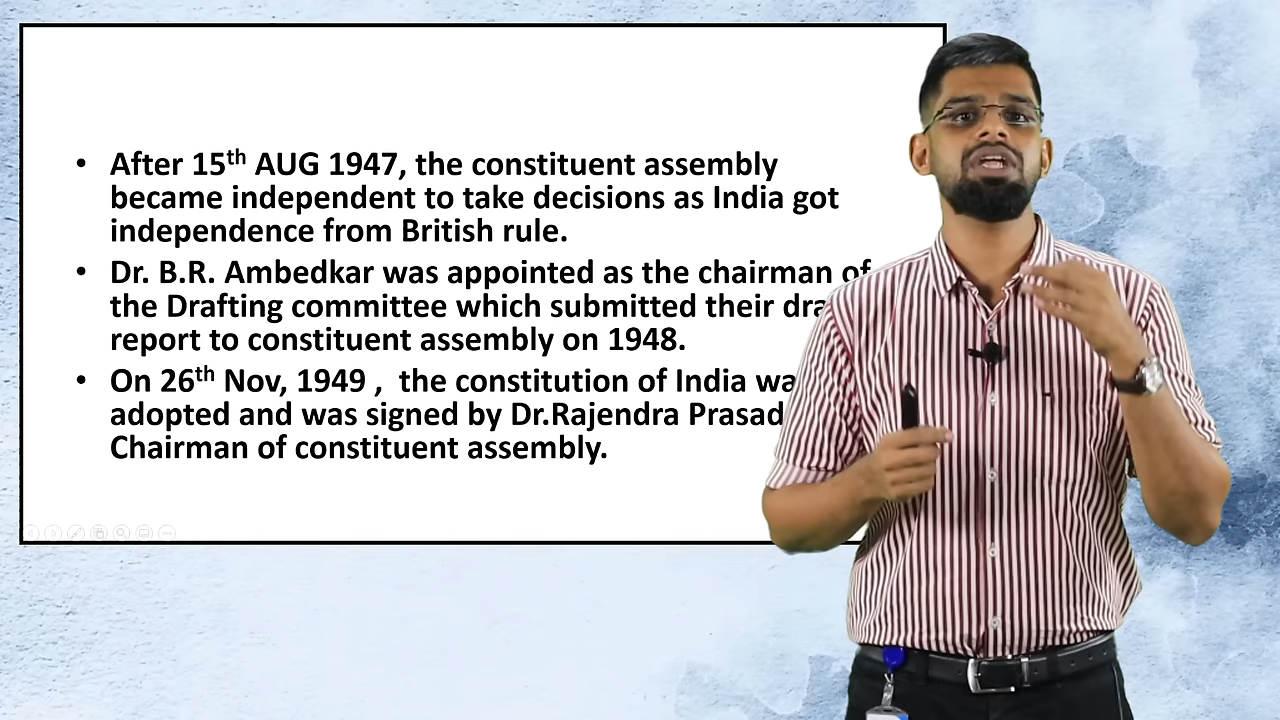 • After 15th AUG 1947, the constituent assembly
became independent to take decisions as India got
independence from British rule.
• Dr. B.R. Ambedkar was appointed as the chairman of
the Drafting committee which submitted their
report to constituent assembly on 1948.
• On 26th Nov, 1949 , the constitution of India
adopted and was signed by Dr.Rajendra Prasad
Chairman of constituent assembly.